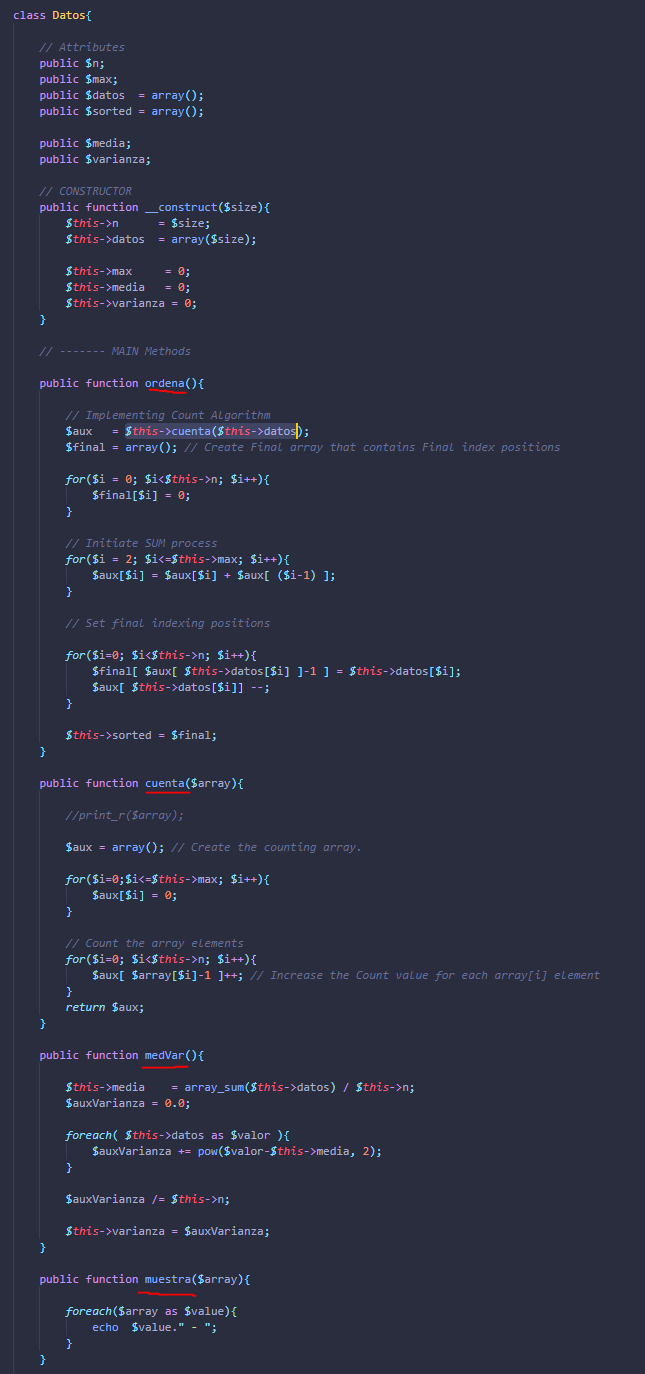 class Datos{
// Attributes
public $n;
public $max;
public $datos  = array();
public $sorted = array();
public $media;
public $varianza;
// CONSTRUCTOR
public function __construct($size){
$this->n      = $size;
$this->datos  = array($size);
$this->max     = 0;
$this->media   = 0;
$this->varianza = 0;
}
// ------- MAIN Methods
public function ordena(){
// Implementing Count Algorithm
$aux   = $this->cuenta($this->datos);
$final = array(); // Create Final array that contains Final index positions
for($i = 0; $i<$this->n; $i++){
$final[$i] = 0;
}
// Initiate SUM process
for($i = 2; $i<=$this->max; $i++){
$aux[$i] = $aux[$i] + $aux[ ($i-1) ];
}
// Set final indexing positions
for($i=0; $i<$this->n; $i++){
$final[ $aux[ $this->datos[$i] ]-1 ] = $this->datos[$i];
$aux[ $this->datos[$i]] --;
}
$this->sorted = $final;
}
public function cuenta($array){
//print_r($array);
$aux = array(); // Create the counting array.
for($i=0;$i<=$this->max; $i++){
$aux[$i] = 0;
}
// Count the array elements
for($i=0; $i<$this->n; $i++){
$aux[ $array[$i]-1 ]++; // Increase the Count value for each array[i] element
}
return $aux;
}
public function medVar(){
$this->media    = array_sum($this->datos) / $this->n;
$auxVarianza = 0.0;
foreach( $this->datos as $valor ){
$auxVarianza += pow($valor-$this->media, 2);
}
$auxVarianza /= $this->n;
$this->varianza = $auxVarianza;
}
public function muestra($array){
foreach($array as $value){
echo  $value." - ";
}
}